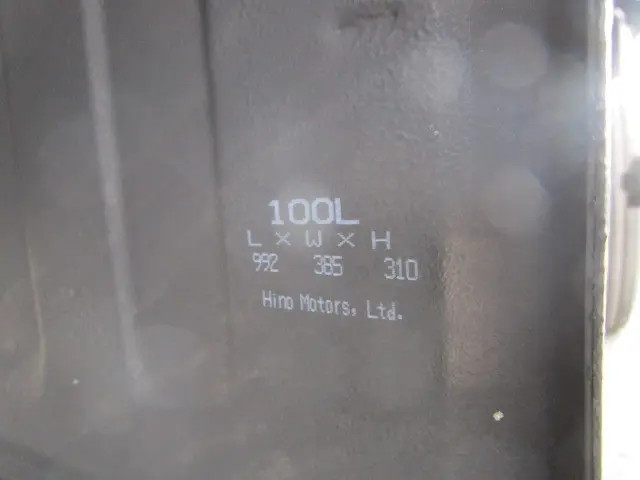 100L
L × W × H
992 385 310
Hino Motors, Ltd.